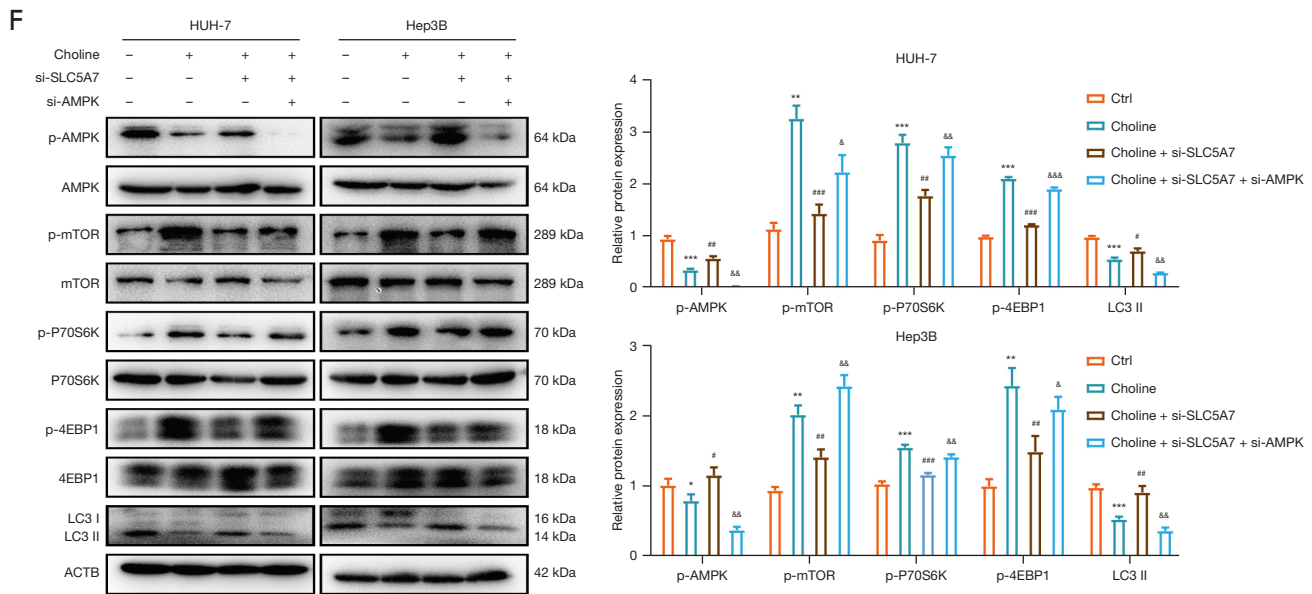 F
HUH-7 Hep3B
Choline – + + + – + + +
si-SLC5A7 – – + + – – + +
si-AMPK – – – + – – – +
p-AMPK 64 kDa
AMPK 64 kDa
p-mTOR 289 kDa
mTOR 289 kDa
p-P70S6K 70 kDa
P70S6K 70 kDa
p-4EBP1 18 kDa
4EBP1 18 kDa
LC3 I 16 kDa
LC3 II 14 kDa
ACTB 42 kDa
HUH-7
Relative protein expression
4
3
2
1
0
*** ## &&
** ### &
*** ## &&
*** ### &&&
*** # &&
p-AMPK p-mTOR p-P70S6K p-4EBP1 LC3 II
Ctrl
Choline
Choline + si-SLC5A7
Choline + si-SLC5A7 + si-AMPK
Hep3B
Relative protein expression
3
2
1
0
* # &&
** ## &&
*** ### &&
** ## &
*** ## &&
p-AMPK p-mTOR p-P70S6K p-4EBP1 LC3 II
Ctrl
Choline
Choline + si-SLC5A7
Choline + si-SLC5A7 + si-AMPK